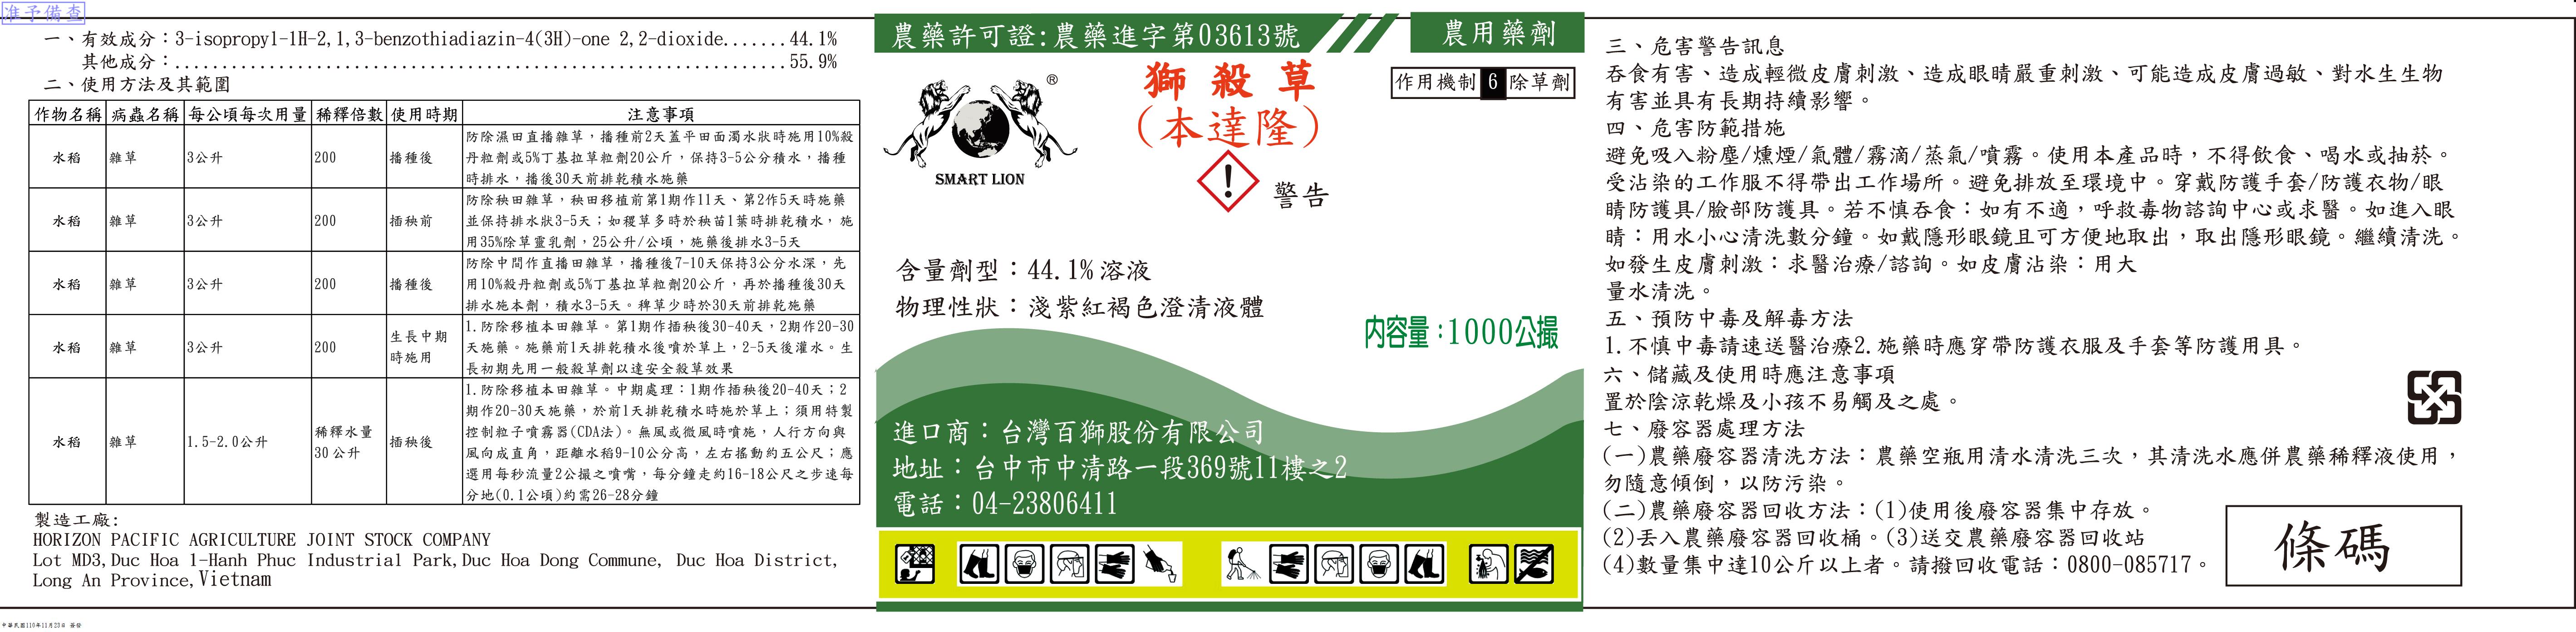 准予備查
一、有效成分：3-isopropyl-1H-2,1,3-benzothiadiazin-4(3H)-one 2,2-dioxide.......44.1%
其他成分：....................................................................55.9%
二、使用方法及其範圍
作物名稱 病蟲名稱 每公頃每次用量 稀釋倍數 使用時期 注意事項
水稻 雜草 3公升 200 播種後 防除濕田直播雜草，播種前2天蓋平田面濁水狀時施用10%殺
丹粒劑或5%丁基拉草粒劑20公斤，保持3-5公分積水，播種
時排水，播後30天前排乾積水施藥
水稻 雜草 3公升 200 插秧前 防除秧田雜草，秧田移植前第1期作11天、第2作5天時施藥
並保持排水狀3-5天；如稷草多時於秧苗1葉時排乾積水，施
用35%除草靈乳劑，25公升/公頃，施藥後排水3-5天
水稻 雜草 3公升 200 播種後 防除中間作直播田雜草，播種後7-10天保持3公分水深，先
用10%殺丹粒劑或5%丁基拉草粒劑20公斤，再於播種後30天
排水施本劑，積水3-5天。稗草少時於30天前排乾施藥
水稻 雜草 3公升 200 生長中期
時施用 1.防除移植本田雜草。第1期作插秧後30-40天，2期作20-30
天施藥。施藥前1天排乾積水後噴於草上，2-5天後灌水。生
長初期先用一般殺草劑以達安全殺草效果
水稻 雜草 1.5-2.0公升 稀釋水量
30公升 插秧後 1.防除移植本田雜草。中期處理：1期作插秧後20-40天；2
期作20-30天施藥，於前1天排乾積水時施於草上；須用特製
控制粒子噴霧器(CDA法)。無風或微風時噴施，人行方向與
風向成直角，距離水稻9-10公分高，左右搖動約五公尺；應
選用每秒流量2公撮之噴嘴，每分鐘走約16-18公尺之步速每
分地(0.1公頃)約需26-28分鐘
製造工廠:
HORIZON PACIFIC AGRICULTURE JOINT STOCK COMPANY
Lot MD3,Duc Hoa 1-Hanh Phuc Industrial Park,Duc Hoa Dong Commune, Duc Hoa District,
Long An Province,Vietnam
中華民國110年11月23日 簽發
農藥許可證:農藥進字第03613號
農用藥劑
®
SMART LION
獅殺草
(本達隆)
作用機制 6 除草劑
警告
含量劑型：44.1%溶液
物理性狀：淺紫紅褐色澄清液體
內容量:1000公撮
進口商：台灣百獅股份有限公司
地址：台中市中清路一段369號11樓之2
電話：04-23806411
三、危害警告訊息
吞食有害、造成輕微皮膚刺激、造成眼睛嚴重刺激、可能造成皮膚過敏、對水生生物
有害並具有長期持續影響。
四、危害防範措施
避免吸入粉塵/燻煙/氣體/霧滴/蒸氣/噴霧。使用本產品時，不得飲食、喝水或抽菸。
受沾染的工作服不得帶出工作場所。避免排放至環境中。穿戴防護手套/防護衣物/眼
睛防護具/臉部防護具。若不慎吞食：如有不適，呼救毒物諮詢中心或求醫。如進入眼
睛：用水小心清洗數分鐘。如戴隱形眼鏡且可方便地取出，取出隱形眼鏡。繼續清洗。
如發生皮膚刺激：求醫治療/諮詢。如皮膚沾染：用大
量水清洗。
五、預防中毒及解毒方法
1.不慎中毒請速送醫治療2.施藥時應穿帶防護衣服及手套等防護用具。
六、儲藏及使用時應注意事項
置於陰涼乾燥及小孩不易觸及之處。
七、廢容器處理方法
(一)農藥廢容器清洗方法：農藥空瓶用清水清洗三次，其清洗水應併農藥稀釋液使用，
勿隨意傾倒，以防污染。
(二)農藥廢容器回收方法：(1)使用後廢容器集中存放。
(2)丟入農藥廢容器回收桶。(3)送交農藥廢容器回收站
(4)數量集中達10公斤以上者。請撥回收電話：0800-085717。
條碼